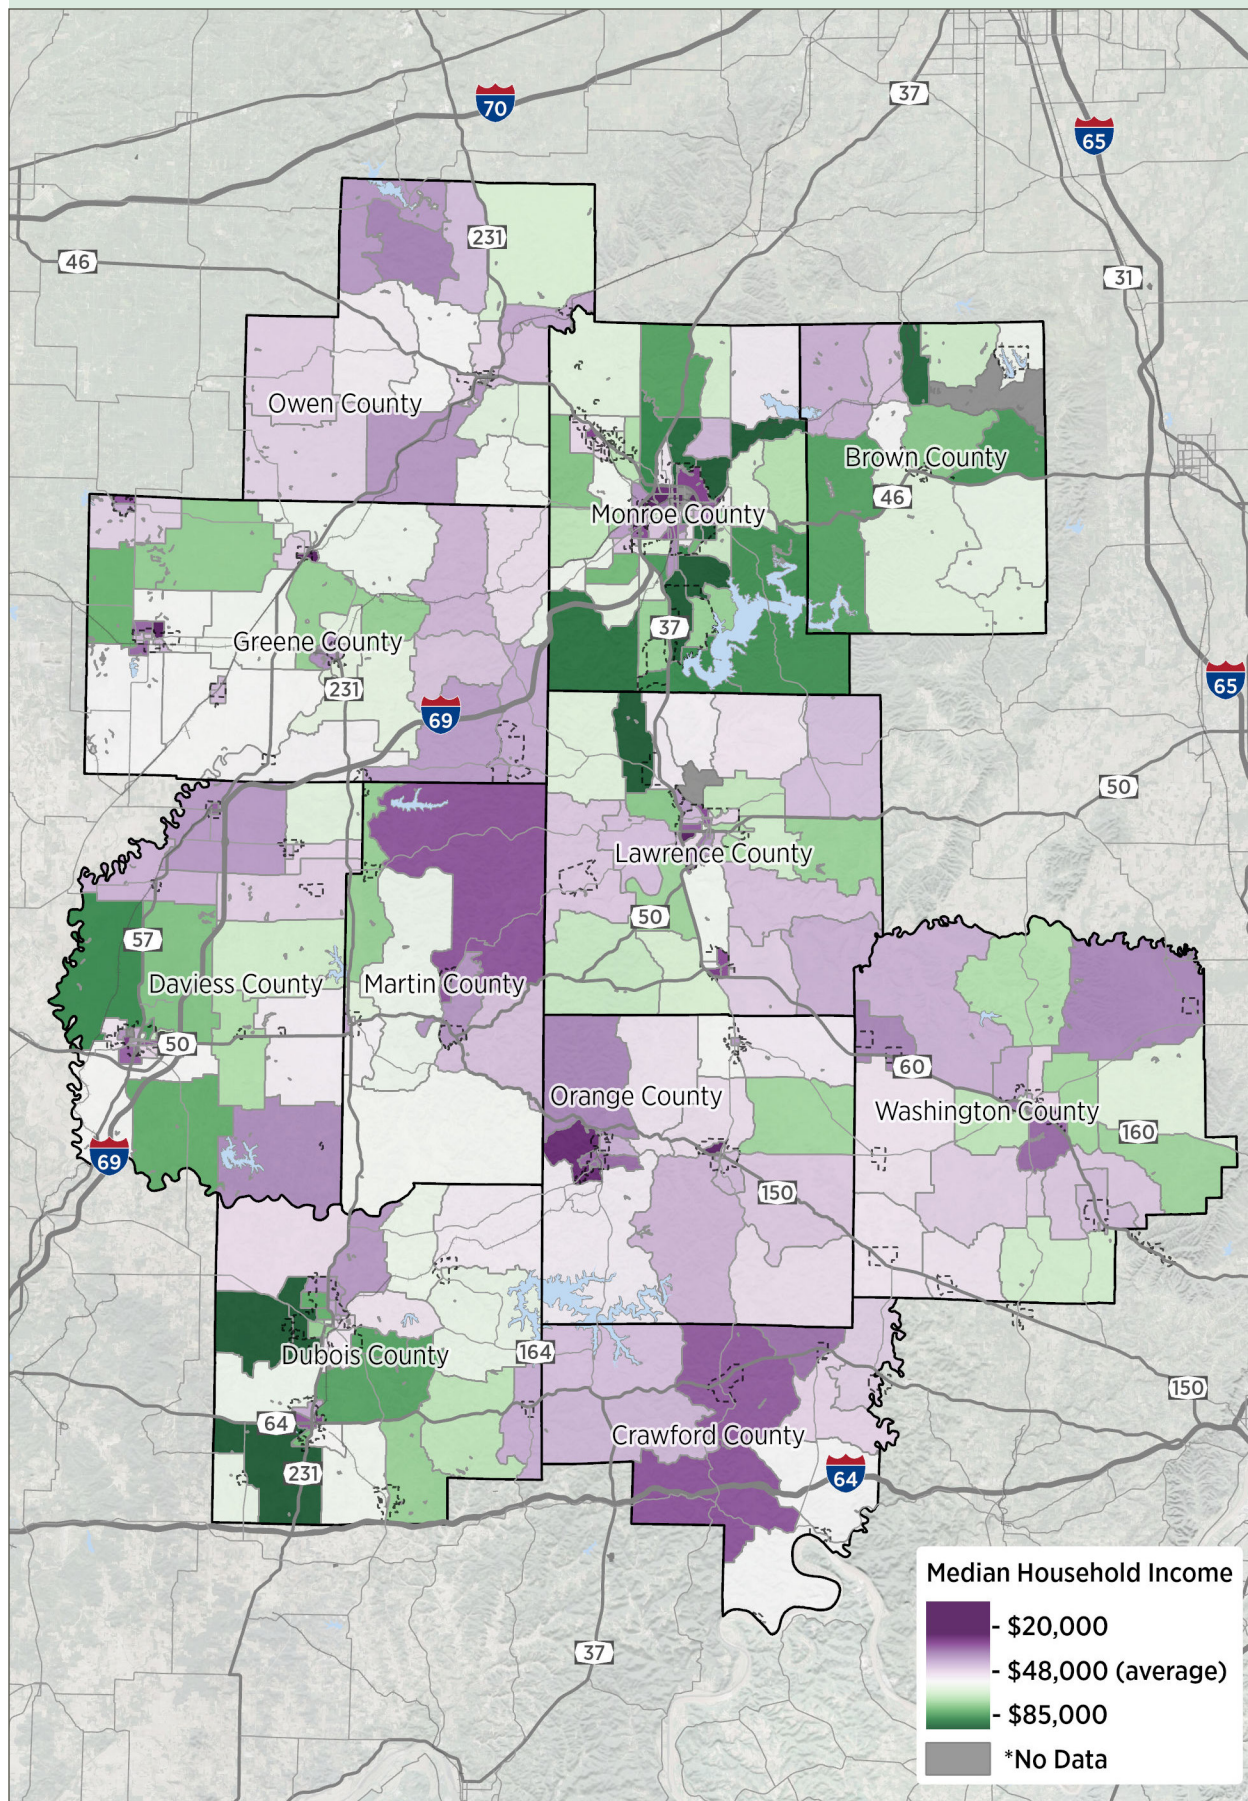 70
37
65
231
46
31
Owen County
Brown County
46
Monroe County
37
Greene County
231
69
65
50
Lawrence County
50
57
Daviess County
Martin County
50
60
Orange County
Washington County
160
69
150
164
Dubois County
150
64
Crawford County
231
64
37
Median Household Income
- $20,000
- $48,000 (average)
- $85,000
*No Data